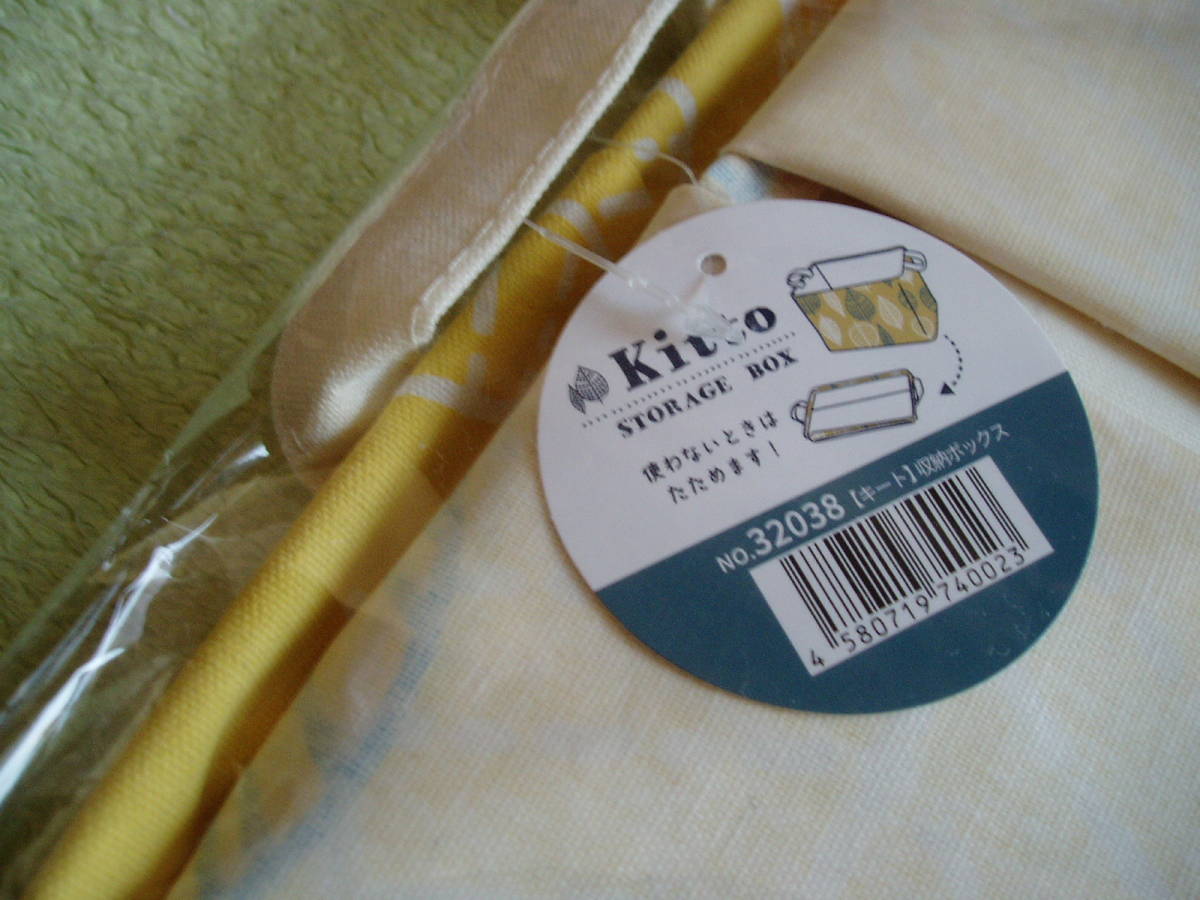 Kitto
STORAGE BOX
使わないときは
たためます！
NO.32038【キート】収納ボックス
4 580719 740023